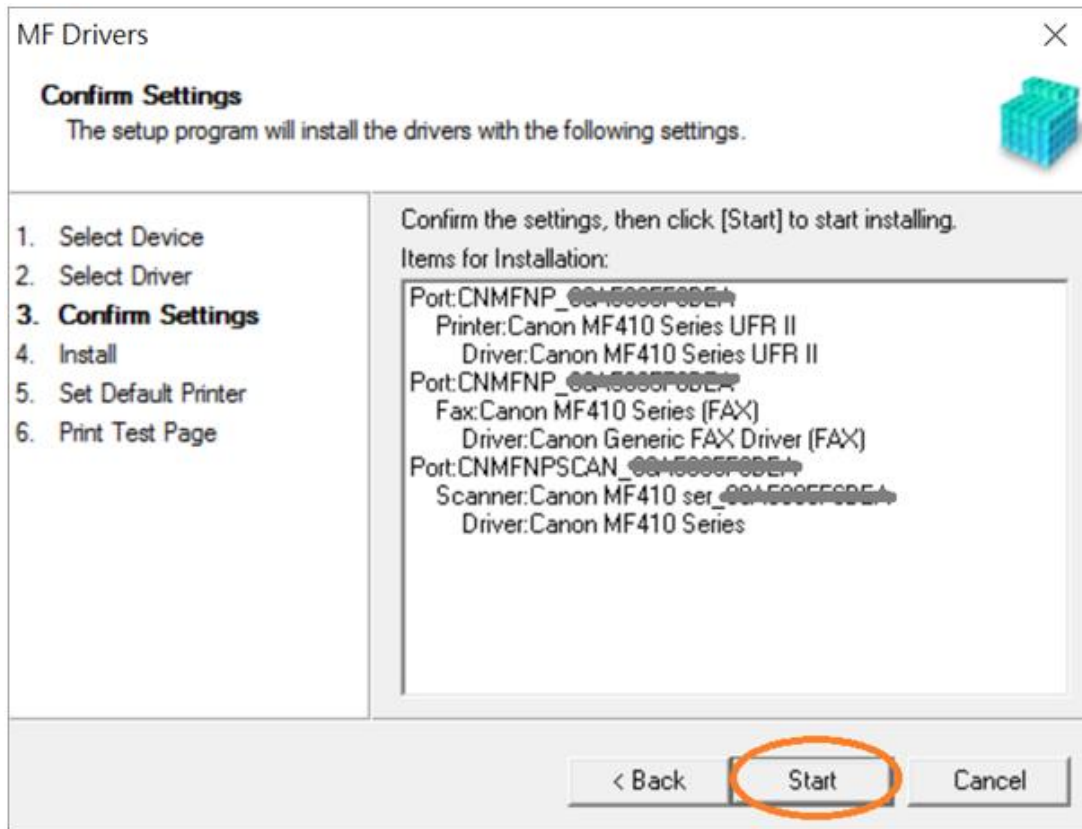 MF Drivers
Confirm Settings
The setup program will install the drivers with the following settings.
1. Select Device
2. Select Driver
3. Confirm Settings
4. Install
5. Set Default Printer
6. Print Test Page
Confirm the settings, then click [Start] to start installing.
Items for Installation:
Port:CNMFNP_
Printer:Canon MF410 Series UFR II
Driver:Canon MF410 Series UFR II
Port:CNMFNP_
Fax:Canon MF410 Series (FAX)
Driver:Canon Generic FAX Driver (FAX)
Port:CNMFNPSCAN_
Scanner:Canon MF410 ser_
Driver:Canon MF410 Series
< Back
Start
Cancel